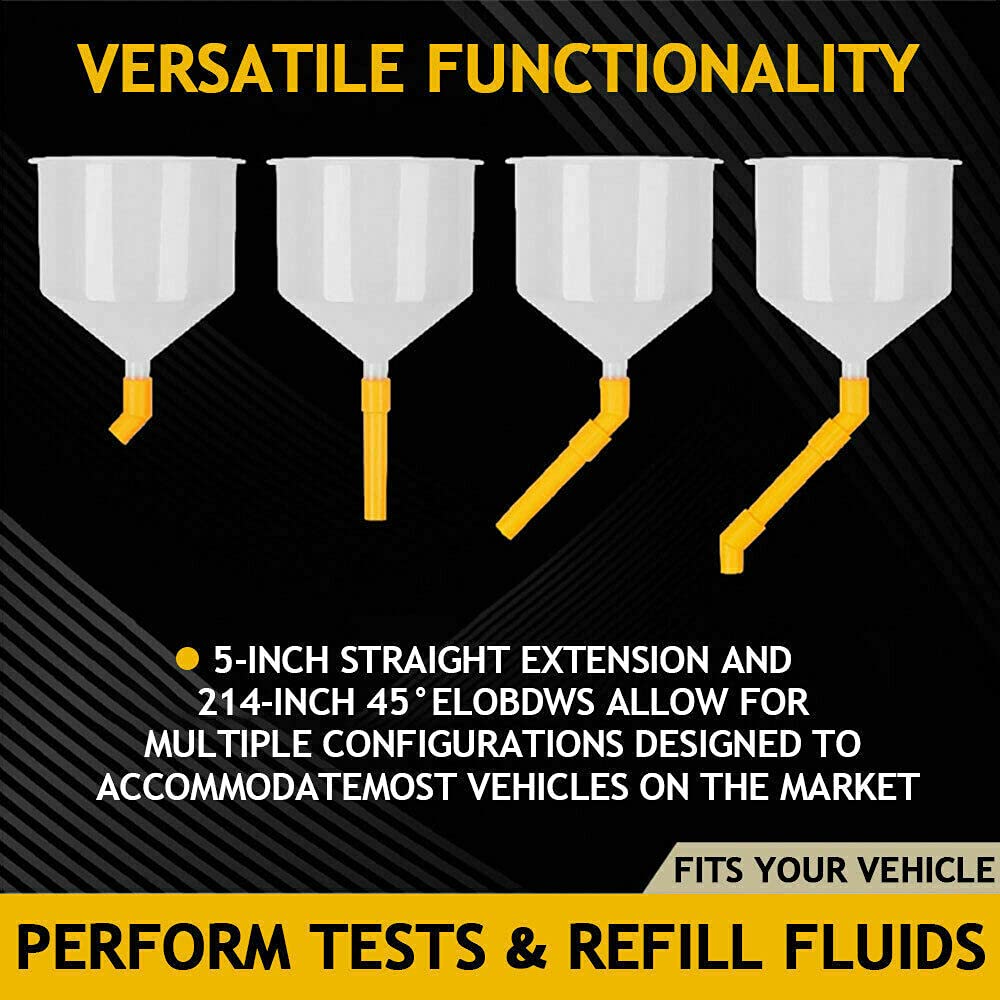 VERSATILE FUNCTIONALITY
5-INCH STRAIGHT EXTENSION AND
214-INCH 45°ELOBDWS ALLOW FOR
MULTIPLE CONFIGURATIONS DESIGNED TO
ACCOMMODATEMOST VEHICLES ON THE MARKET
FITS YOUR VEHICLE
PERFORM TESTS & REFILL FLUIDS